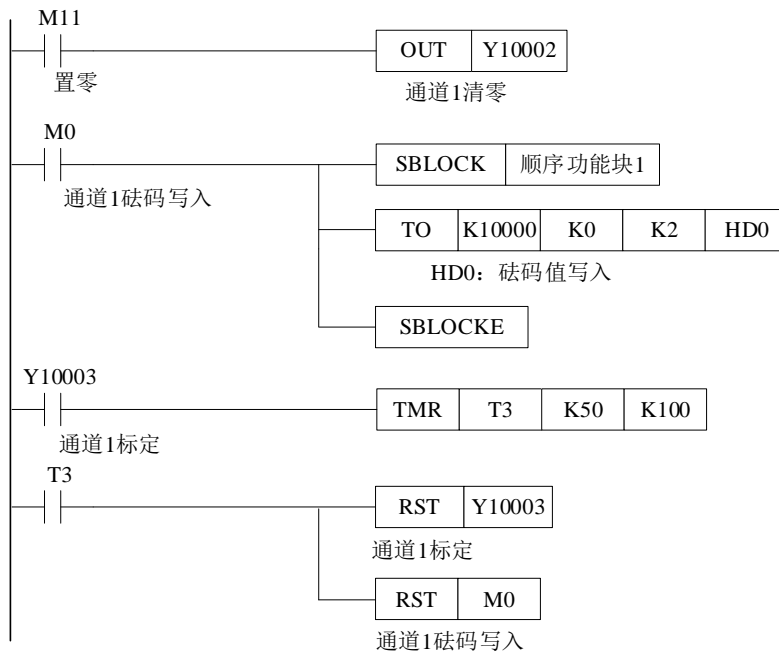 M11
OUT Y10002
置零
通道1清零
M0
SBLOCK 顺序功能块1
通道1砝码写入
TO K10000 K0 K2 HD0
HD0：砝码值写入
SBLOCKE
Y10003
TMR T3 K50 K100
通道1标定
T3
RST Y10003
通道1标定
RST M0
通道1砝码写入